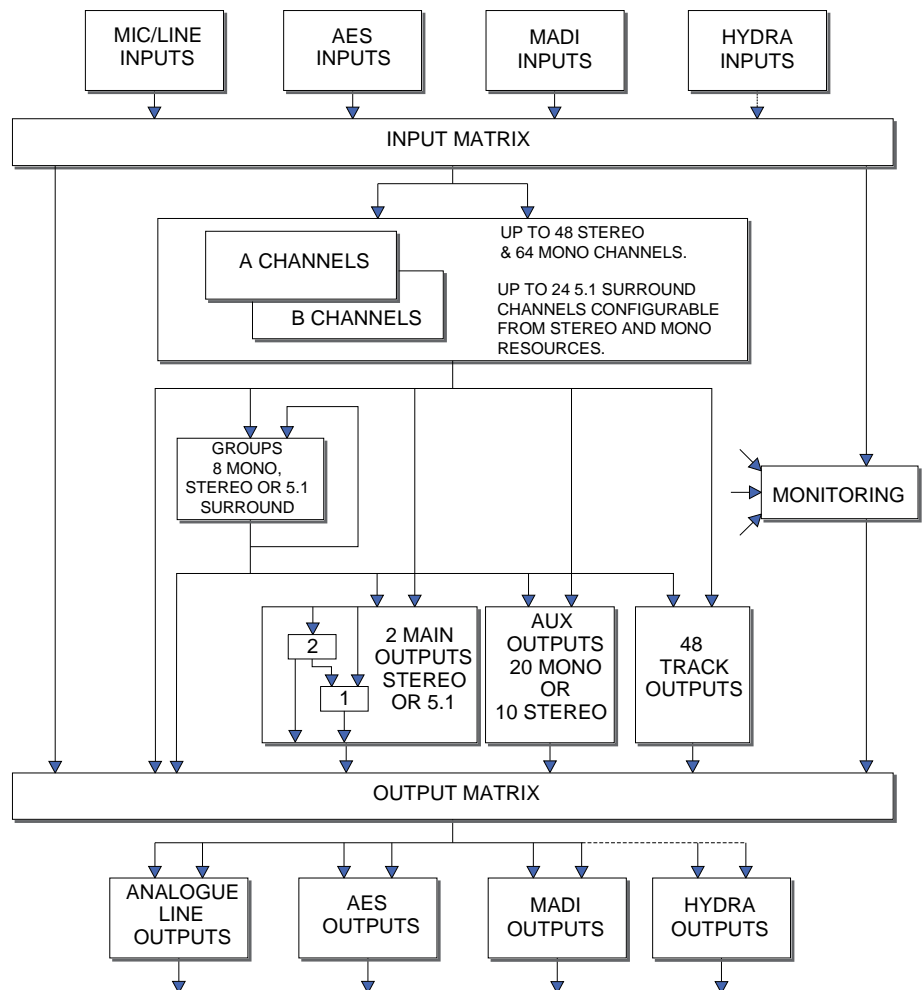 MIC/LINE
INPUTS
AES
INPUTS
MADI
INPUTS
HYDRA
INPUTS
INPUT MATRIX
A CHANNELS
B CHANNELS
UP TO 48 STEREO
& 64 MONO CHANNELS.
UP TO 24 5.1 SURROUND
CHANNELS CONFIGURABLE
FROM STEREO AND MONO
RESOURCES.
GROUPS
8 MONO,
STEREO OR 5.1
SURROUND
MONITORING
2
1
2 MAIN
OUTPUTS
STEREO
OR 5.1
AUX
OUTPUTS
20 MONO
OR
10 STEREO
48
TRACK
OUTPUTS
OUTPUT MATRIX
ANALOGUE
LINE
OUTPUTS
AES
OUTPUTS
MADI
OUTPUTS
HYDRA
OUTPUTS